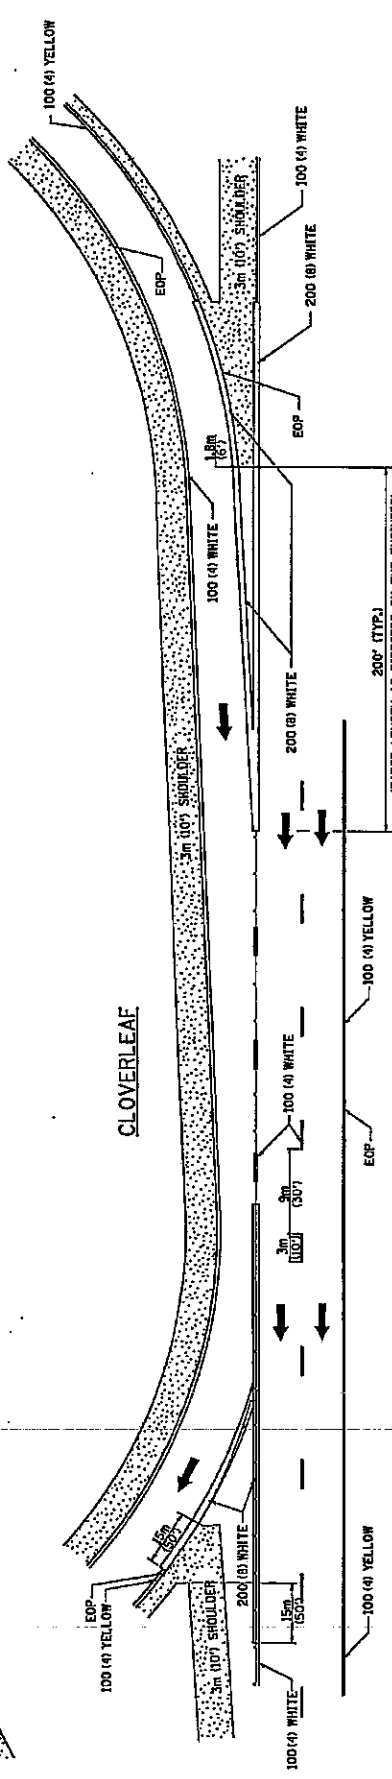 100 (4) YELLOW
EOP
3m (10') SHOULDER
100 (4) WHITE
200 (8) WHITE
EOP
1.8m
(6')
100 (4) WHITE
200 (8) WHITE
200' (TYP.)
3m (10') SHOULDER
CLOVERLEAF
100 (4) WHITE
9m
(30')
3m
(10')
100 (4) YELLOW
EOP
15m
(50')
EOP
100 (4) YELLOW
200 (8) WHITE
3m (10') SHOULDER
15m
(50')
100 (4) WHITE
100 (4) YELLOW